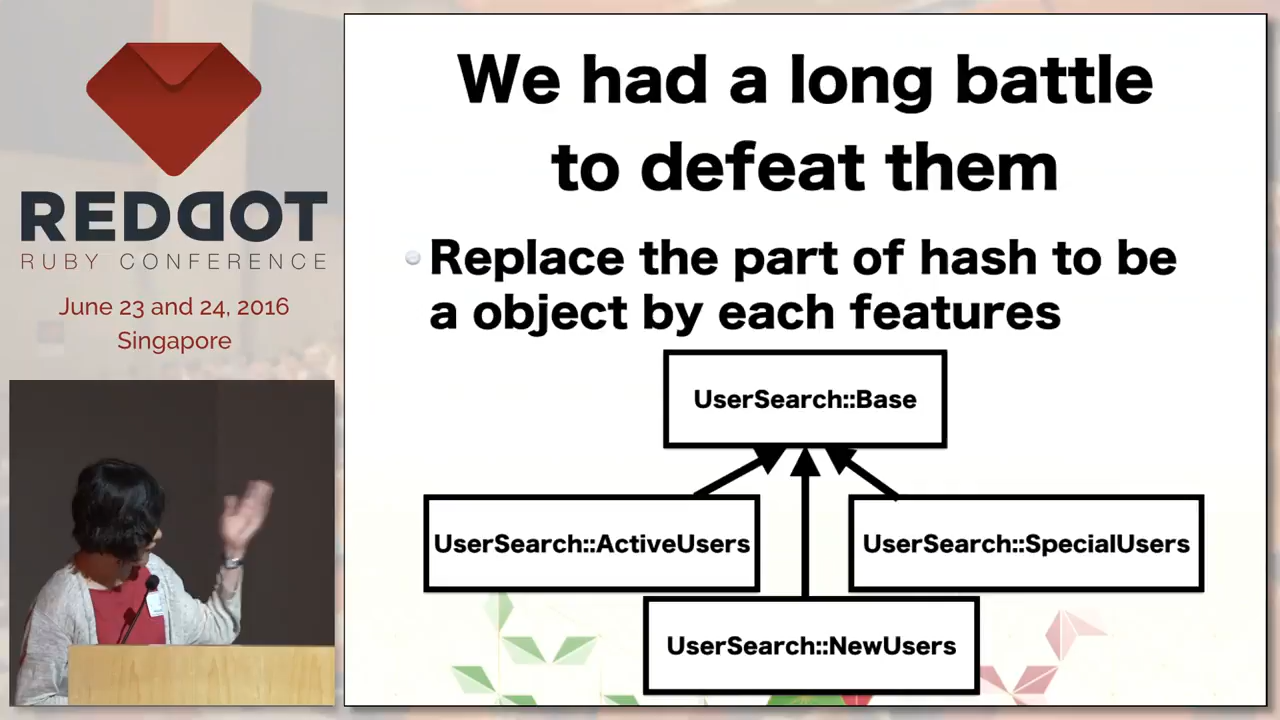 REDDOT
RUBY CONFERENCE
June 23 and 24, 2016
Singapore
We had a long battle
to defeat them
Replace the part of hash to be
a object by each features
UserSearch::Base
UserSearch::ActiveUsers
UserSearch::SpecialUsers
UserSearch::NewUsers